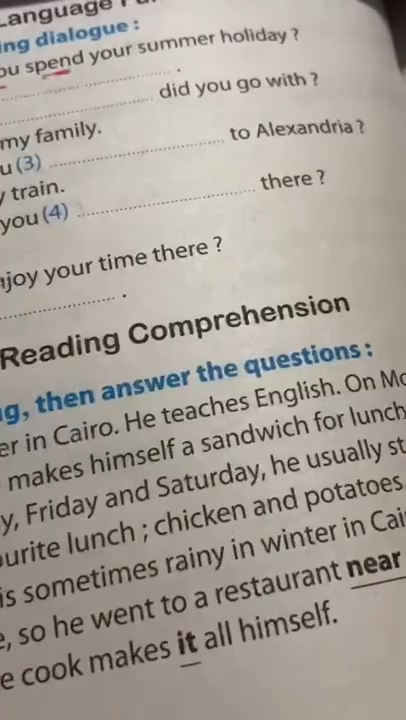 Language
ing dialogue :
ou spend your summer holiday ?
.
did you go with ?
my family.
u (3) to Alexandria ?
y train.
you (4) there ?
njoy your time there ?
.
Reading Comprehension
ng, then answer the questions :
er in Cairo. He teaches English. On Mo
makes himself a sandwich for lunch
y, Friday and Saturday, he usually st
ourite lunch ; chicken and potatoes
is sometimes rainy in winter in Cai
e, so he went to a restaurant near
e cook makes it all himself.